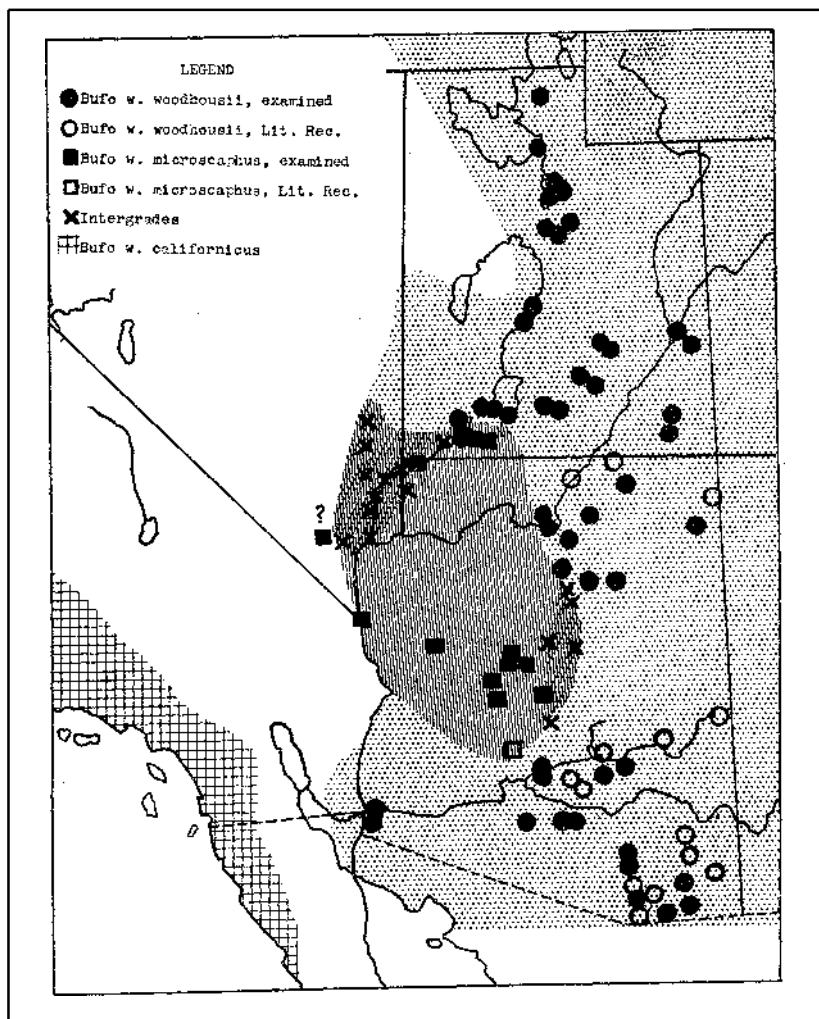 LEGEND
Bufo w. woodhousii, examined
Bufo w. woodhousii, Lit. Rec.
Bufo w. microscaphus, examined
Bufo w. microscaphus, Lit. Rec.
Intergrades
Bufo w. californicus
?